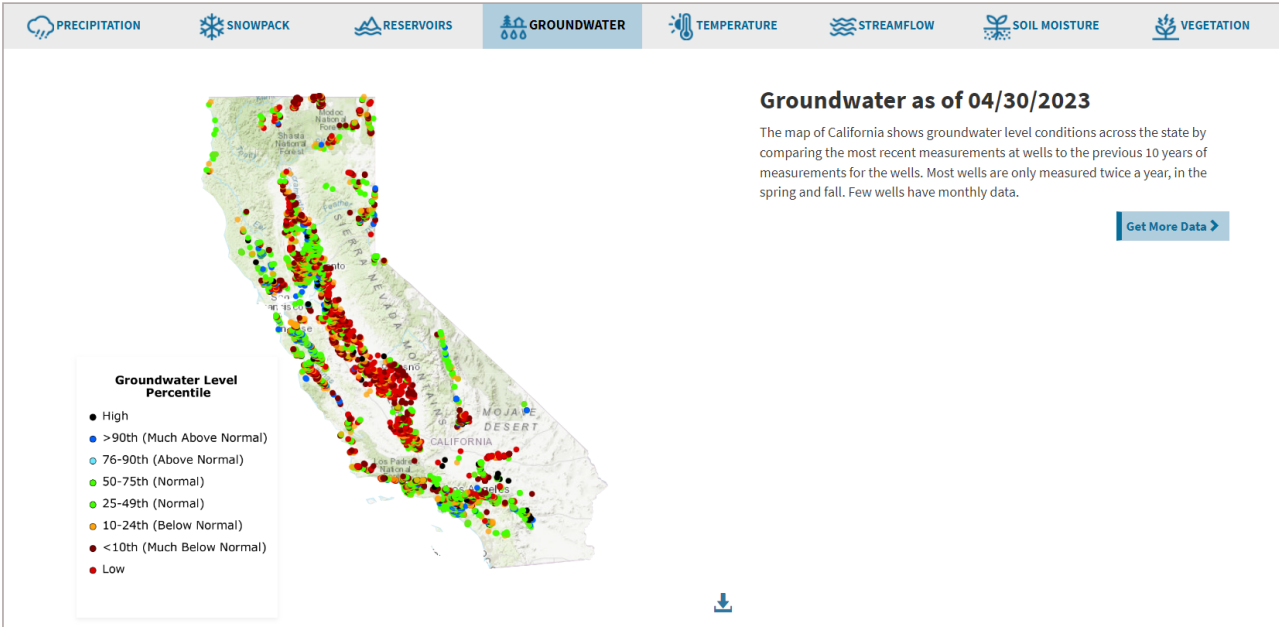 PRECIPITATION
SNOWPACK
RESERVOIRS
GROUNDWATER
TEMPERATURE
STREAMFLOW
SOIL MOISTURE
VEGETATION
Groundwater as of 04/30/2023
The map of California shows groundwater level conditions across the state by
comparing the most recent measurements at wells to the previous 10 years of
measurements for the wells. Most wells are only measured twice a year, in the
spring and fall. Few wells have monthly data.
Get More Data
Modoc
National
Forest
Shasta
National
Forest
SIERRA NEVADA MOUNTAINS
MOJAVE
DESERT
CALIFORNIA
Los Padres
National
Los Angeles
Groundwater Level
Percentile
High
>90th (Much Above Normal)
76-90th (Above Normal)
50-75th (Normal)
25-49th (Normal)
10-24th (Below Normal)
<10th (Much Below Normal)
Low